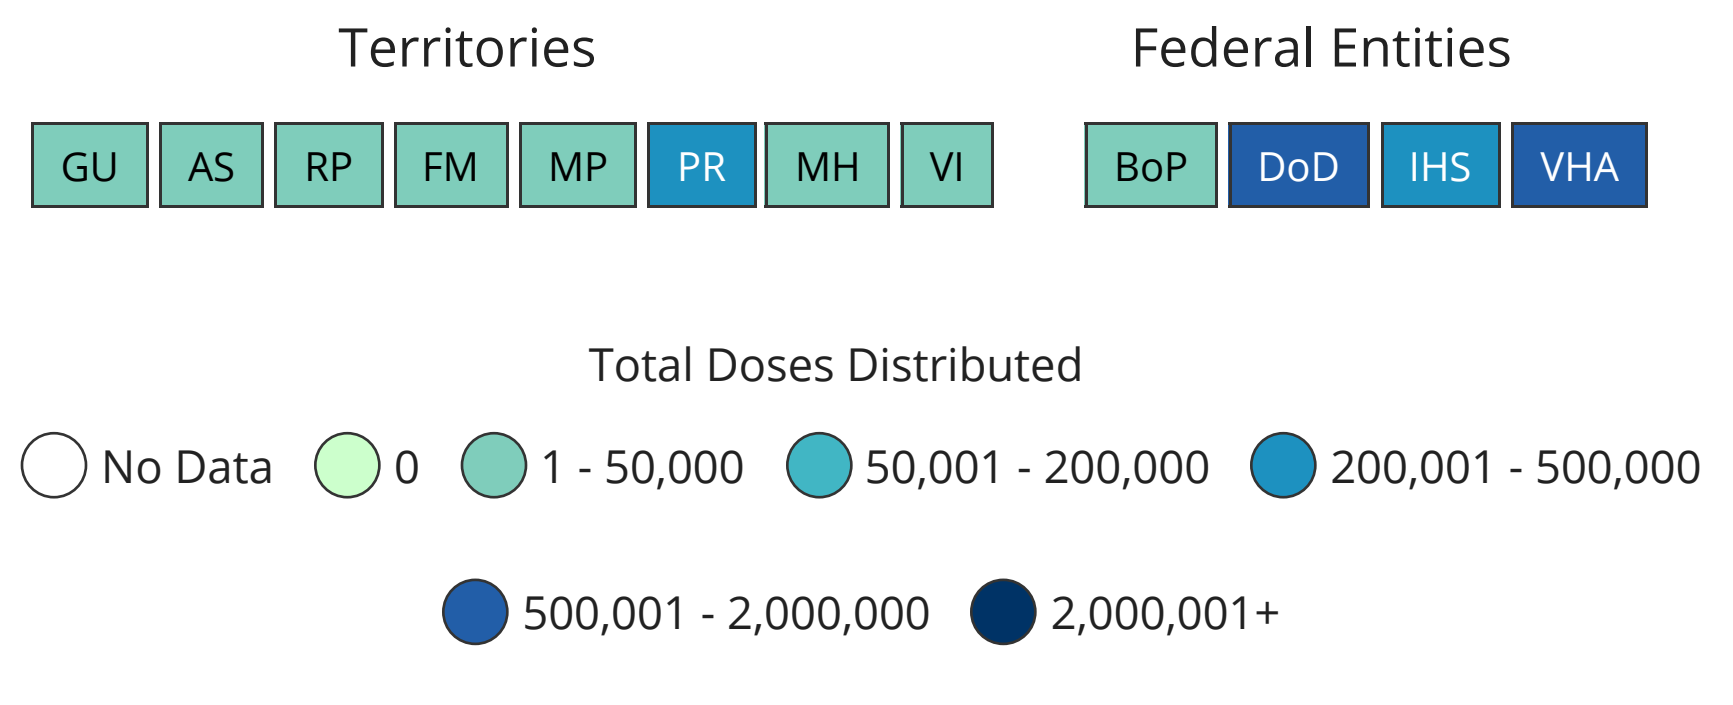 Territories Federal Entities
GU AS RP FM MP PR MH VI BoP DoD IHS VHA
Total Doses Distributed
No Data 0 1 - 50,000 50,001 - 200,000 200,001 - 500,000
500,001 - 2,000,000 2,000,001+